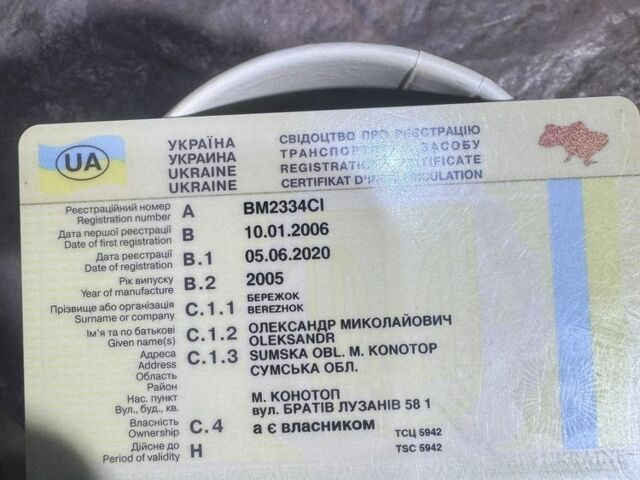 UA
УКРАЇНА
УКРАИНА
UKRAINE
UKRAINE
СВІДОЦТВО ПРО РЕЄСТРАЦІЮ
ТРАНСПОРТНОГО ЗАСОБУ
REGISTRATION CERTIFICATE
CERTIFIKAT D'IMMATRICULATION
Реєстраційний номер A BM2334CI
Registration number
Дата першої реєстрації B 10.01.2006
Date of first registration
Дата реєстрації B.1 05.06.2020
Date of registration
Рік випуску B.2 2005
Year of manufacture
Прізвище або організація C.1.1 БЕРЕЖОК
Surname or company BEREZHOK
Ім'я та по батькові C.1.2 ОЛЕКСАНДР МИКОЛАЙОВИЧ
Given name(s) OLEKSANDR
Адреса C.1.3 SUMSKA OBL. M. KONOTOP
Address СУМСЬКА ОБЛ.
Область
Район
Нас. пункт М. КОНОТОП
Вул., буд., кв. вул. БРАТІВ ЛУЗАНІВ 58 1
Власність C.4 а є власником
Ownership ТСЦ 5942
Дійсне до H TSC 5942
Period of validity